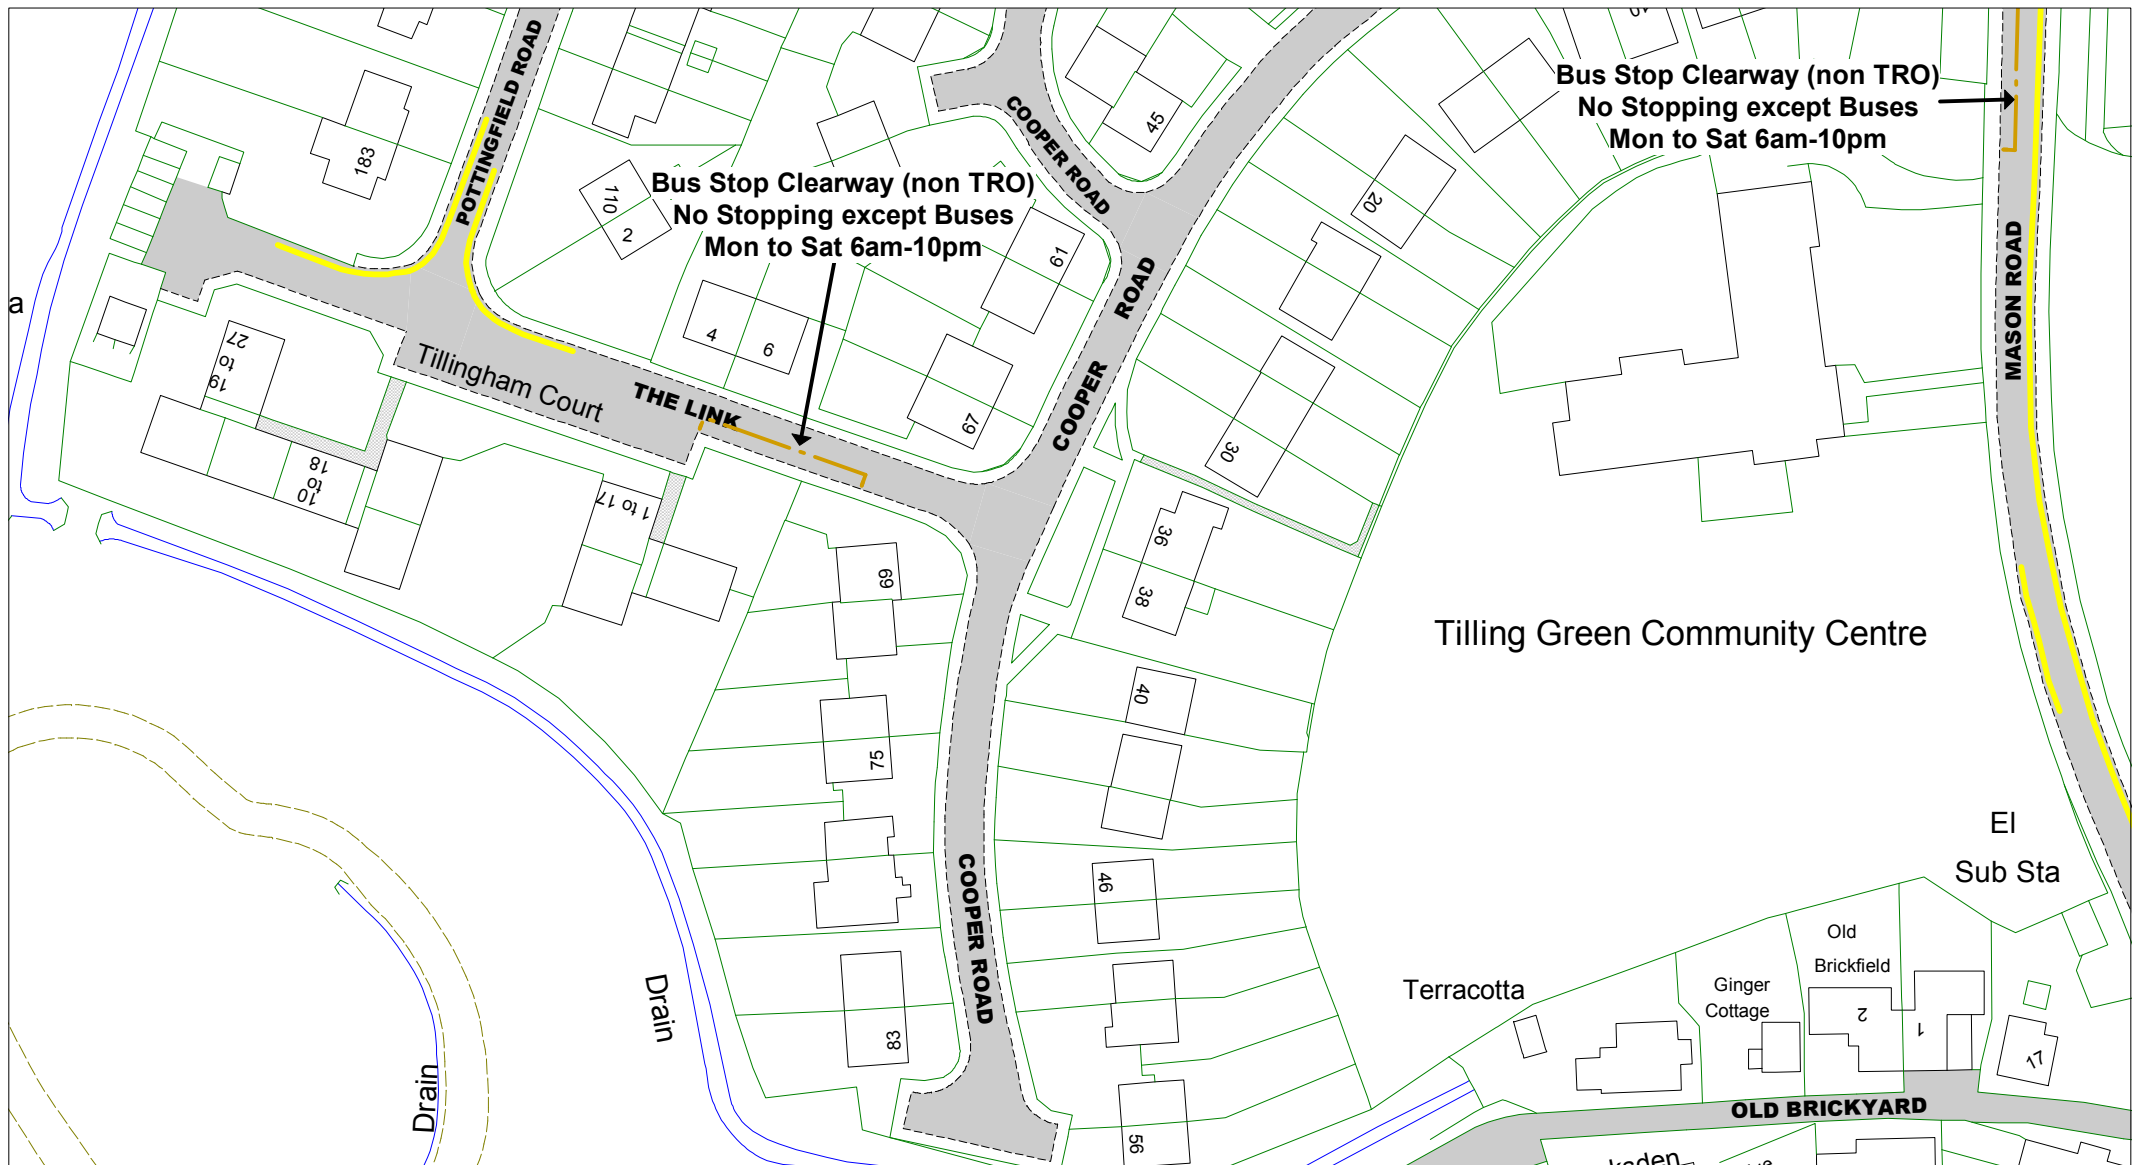 POTTINGFIELD ROAD
183
110
2
Bus Stop Clearway (non TRO)
No Stopping except Buses
Mon to Sat 6am-10pm
COOPER ROAD
45
Bus Stop Clearway (non TRO)
No Stopping except Buses
Mon to Sat 6am-10pm
20
61
a
4
6
COOPER
ROAD
MASON ROAD
27
to
19
Tillingham Court
THE LINK
67
30
18
to
10
1 to 17
36
38
69
Tilling Green Community Centre
40
75
El
Sub Sta
46
COOPER ROAD
Old
Brickfield
Ginger
Cottage
Terracotta
2
1
17
Drain
83
Drain
OLD BRICKYARD
56